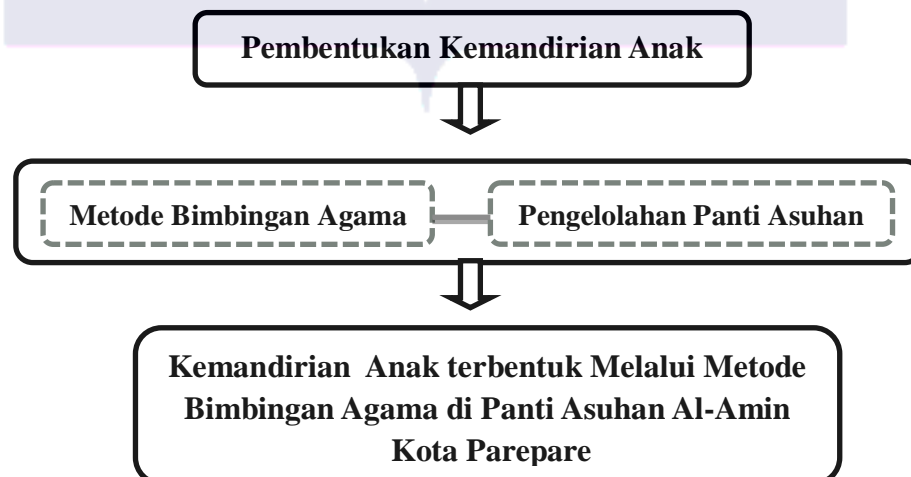 Pembentukan Kemandirian Anak
Metode Bimbingan Agama
Pengelolahan Panti Asuhan
Kemandirian Anak terbentuk Melalui Metode
Bimbingan Agama di Panti Asuhan Al-Amin
Kota Parepare